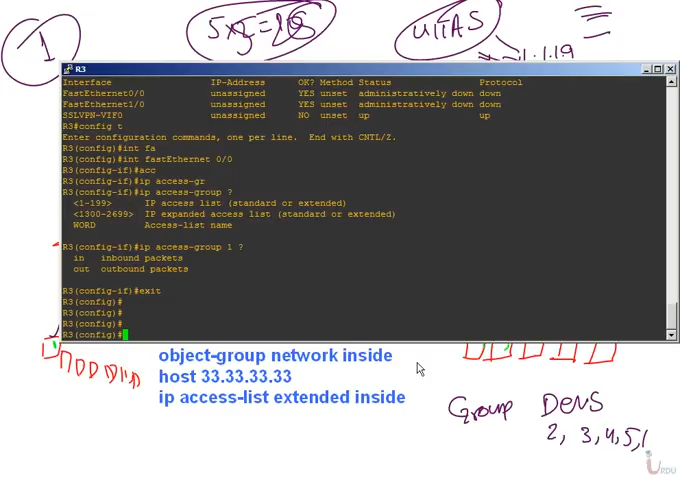 1
5x5=25
1.1.19
R3
Interface IP-Address OK? Method Status Protocol
FastEthernet0/0 unassigned YES unset administratively down down
FastEthernet1/0 unassigned YES unset administratively down down
SSLVPN-VIF0 unassigned NO unset up up
R3#config t
Enter configuration commands, one per line. End with CNTL/Z.
R3(config)#int fa
R3(config)#int fastEthernet 0/0
R3(config-if)#acc
R3(config-if)#ip access-gr
R3(config-if)#ip access-group ?
<1-199> IP access list (standard or extended)
<1300-2699> IP expanded access list (standard or extended)
WORD Access-list name
R3(config-if)#ip access-group 1 ?
in inbound packets
out outbound packets
R3(config-if)#exit
R3(config)#
R3(config)#
R3(config)#
R3(config)#
object-group network inside
host 33.33.33.33
ip access-list extended inside
Group
2, 3,4,5,1
URDU